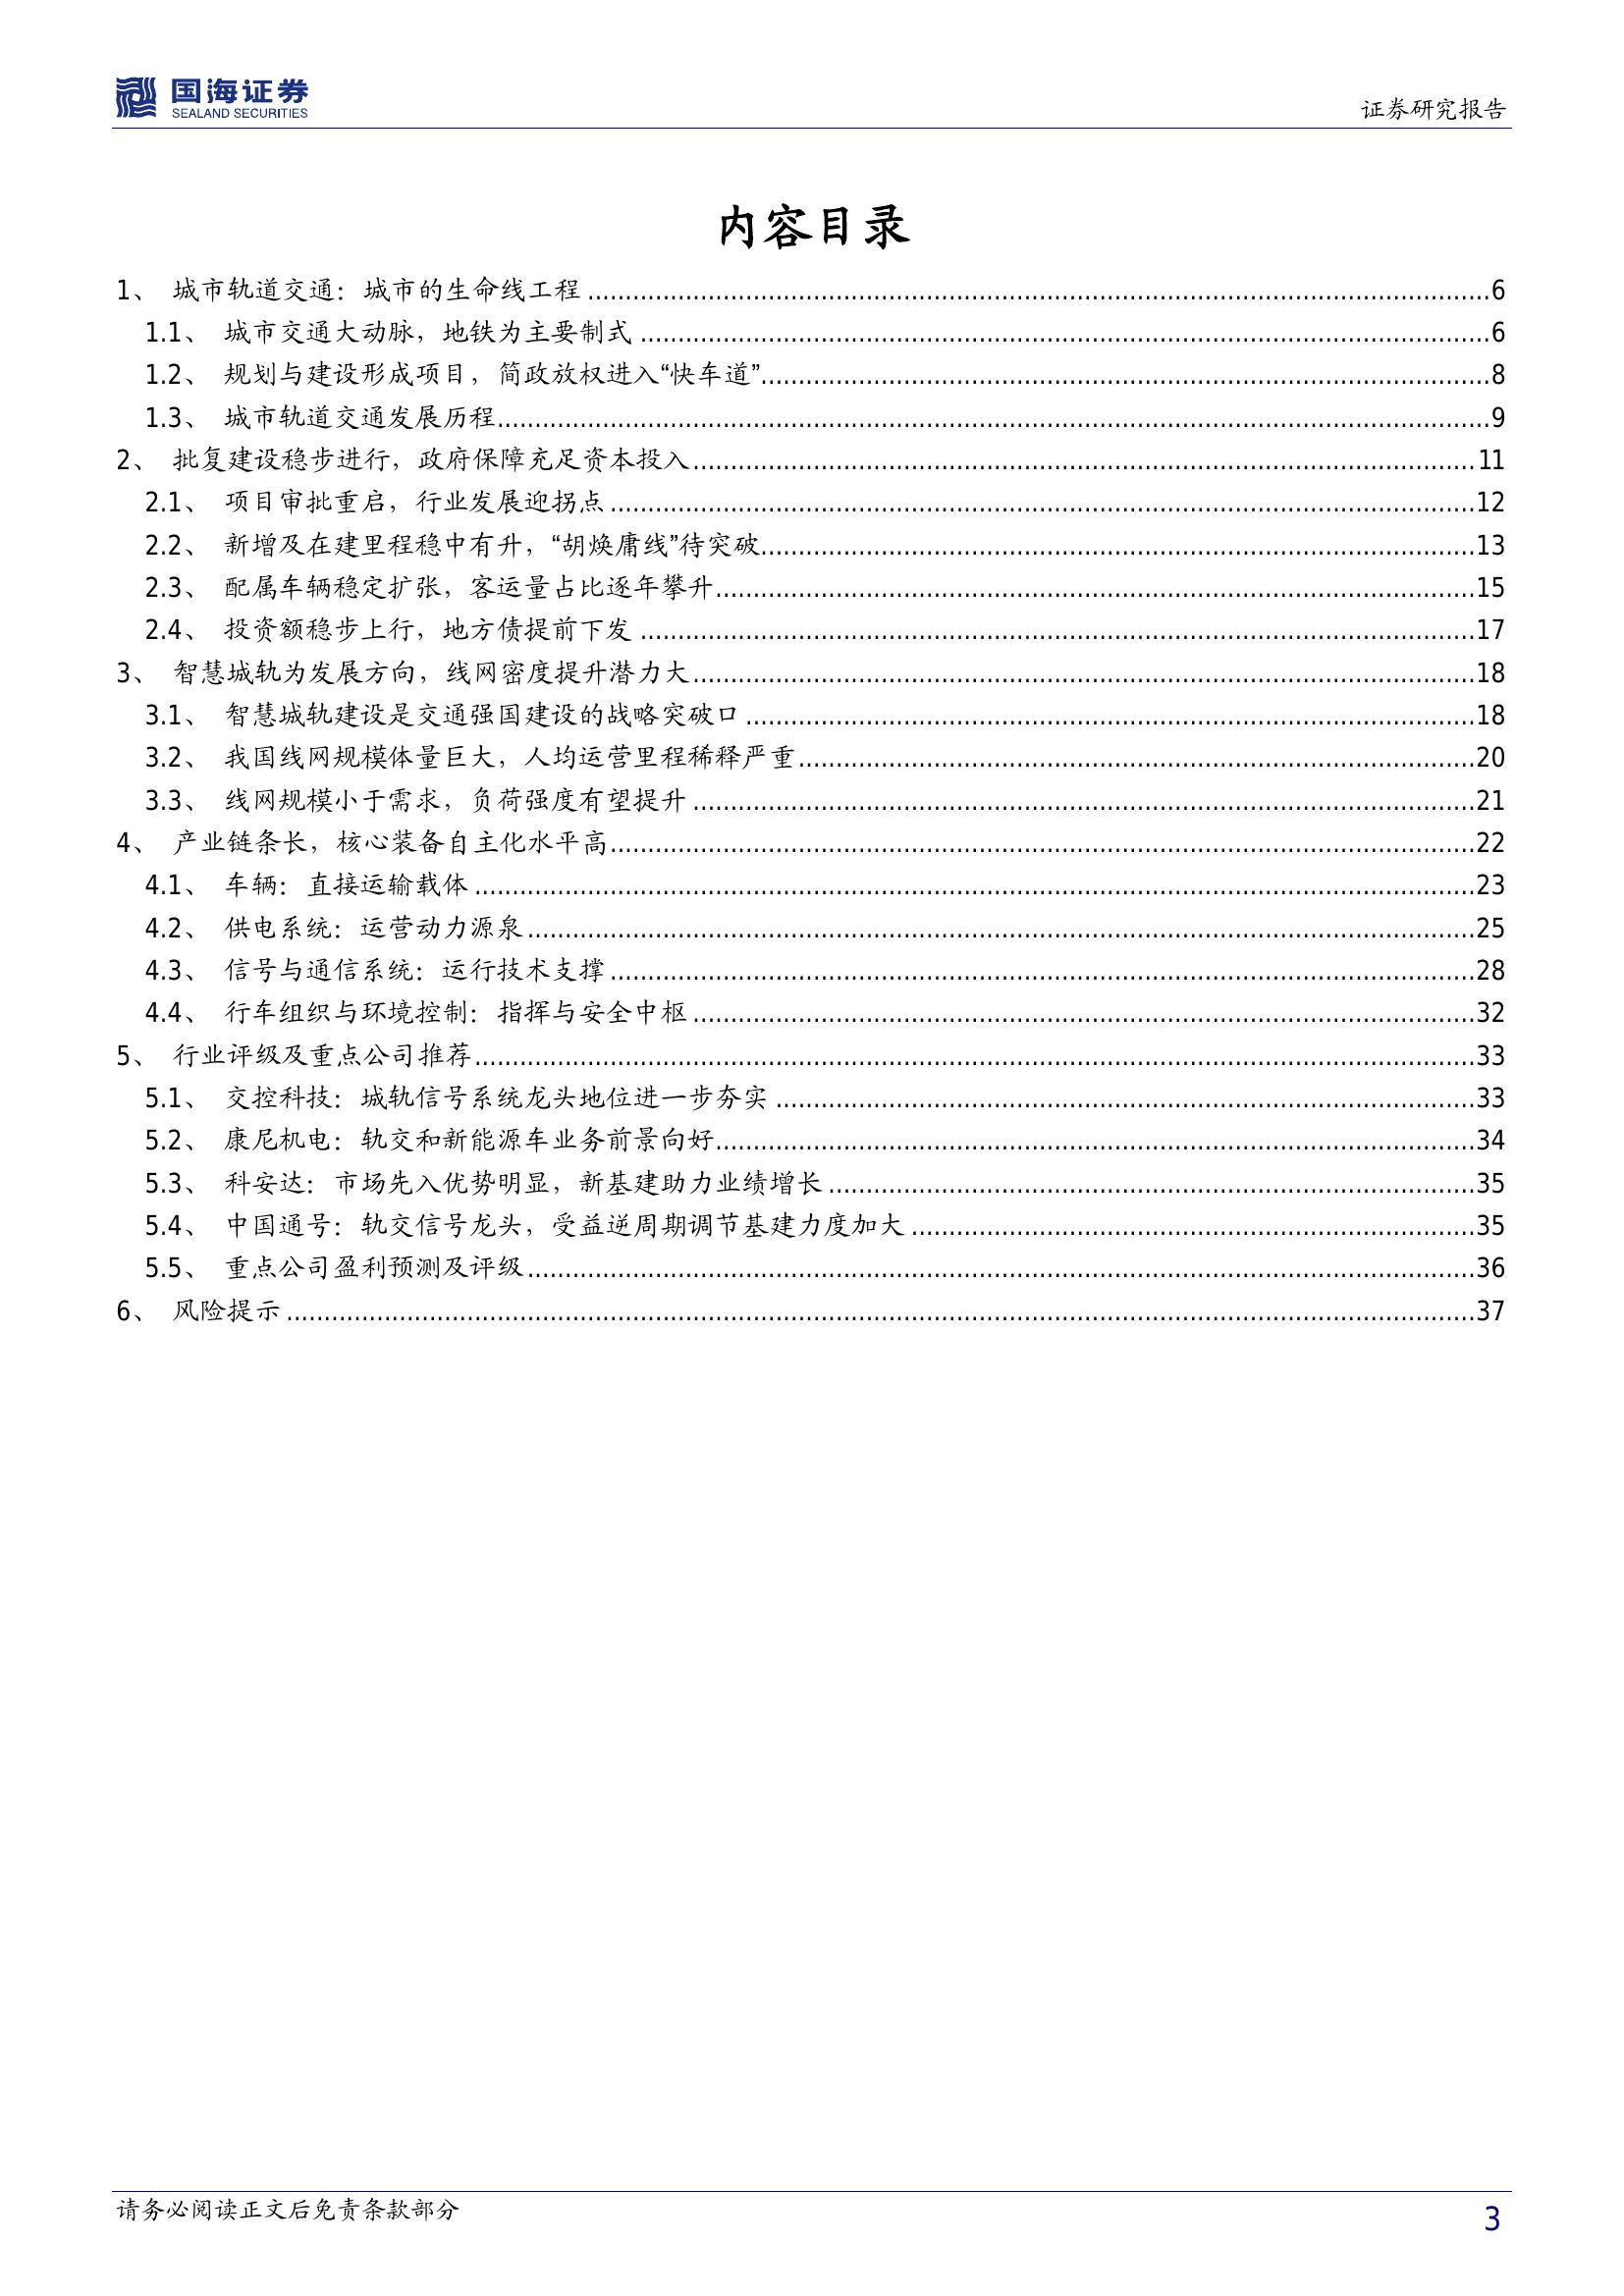 国海证券
SEALAND SECURITIES
证券研究报告
内容目录
1、 城市轨道交通：城市的生命线工程 ........ 6
1.1、 城市交通大动脉，地铁为主要制式 ........ 6
1.2、 规划与建设形成项目，简政放权进入“快车道” ........ 8
1.3、 城市轨道交通发展历程 ........ 9
2、 批复建设稳步进行，政府保障充足资本投入 ........ 11
2.1、 项目审批重启，行业发展迎拐点 ........ 12
2.2、 新增及在建里程稳中有升，“胡焕庸线”待突破 ........ 13
2.3、 配属车辆稳定扩张，客运量占比逐年攀升 ........ 15
2.4、 投资额稳步上行，地方债提前下发 ........ 17
3、 智慧城轨为发展方向，线网密度提升潜力大 ........ 18
3.1、 智慧城轨建设是交通强国建设的战略突破口 ........ 18
3.2、 我国线网规模体量巨大，人均运营里程稀释严重 ........ 20
3.3、 线网规模小于需求，负荷强度有望提升 ........ 21
4、 产业链条长，核心装备自主化水平高 ........ 22
4.1、 车辆：直接运输载体 ........ 23
4.2、 供电系统：运营动力源泉 ........ 25
4.3、 信号与通信系统：运行技术支撑 ........ 28
4.4、 行车组织与环境控制：指挥与安全中枢 ........ 32
5、 行业评级及重点公司推荐 ........ 33
5.1、 交控科技：城轨信号系统龙头地位进一步夯实 ........ 33
5.2、 康尼机电：轨交和新能源车业务前景向好 ........ 34
5.3、 科安达：市场先入优势明显，新基建助力业绩增长 ........ 35
5.4、 中国通号：轨交信号龙头，受益逆周期调节基建力度加大 ........ 35
5.5、 重点公司盈利预测及评级 ........ 36
6、 风险提示 ........ 37
请务必阅读正文后免责条款部分
3